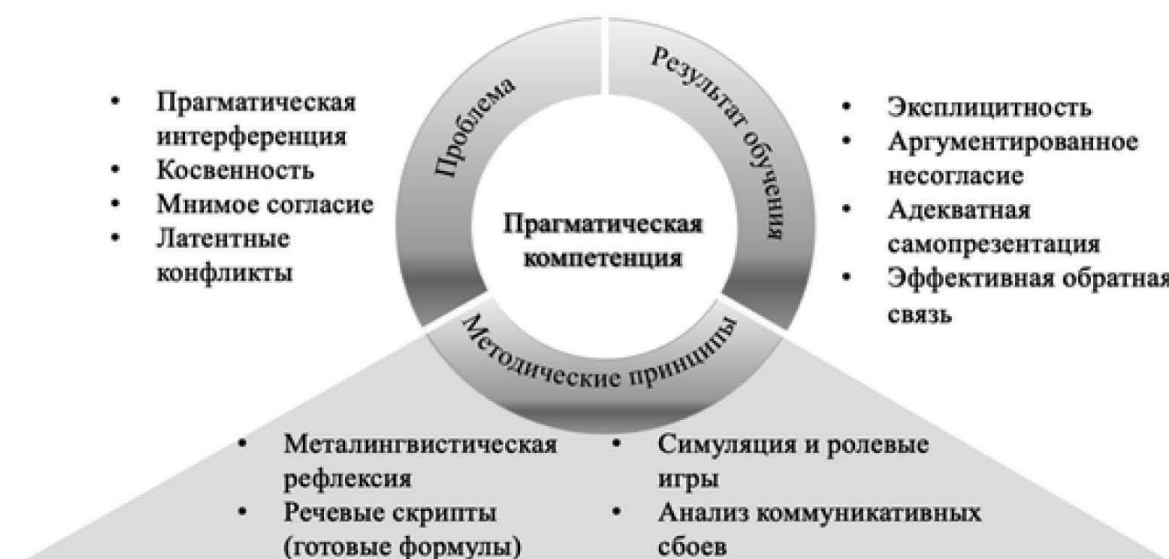 Проблема
• Прагматическая
интерференция
• Косвенность
• Мнимое согласие
• Латентные
конфликты
Результат обучения
• Эксплицитность
• Аргументированное
несогласие
• Адекватная
самопрезентация
• Эффективная обратная
связь
Прагматическая
компетенция
Методические принципы
• Металингвистическая
рефлексия
• Речевые скрипты
(готовые формулы)
• Симуляция и ролевые
игры
• Анализ коммуникативных
сбоев